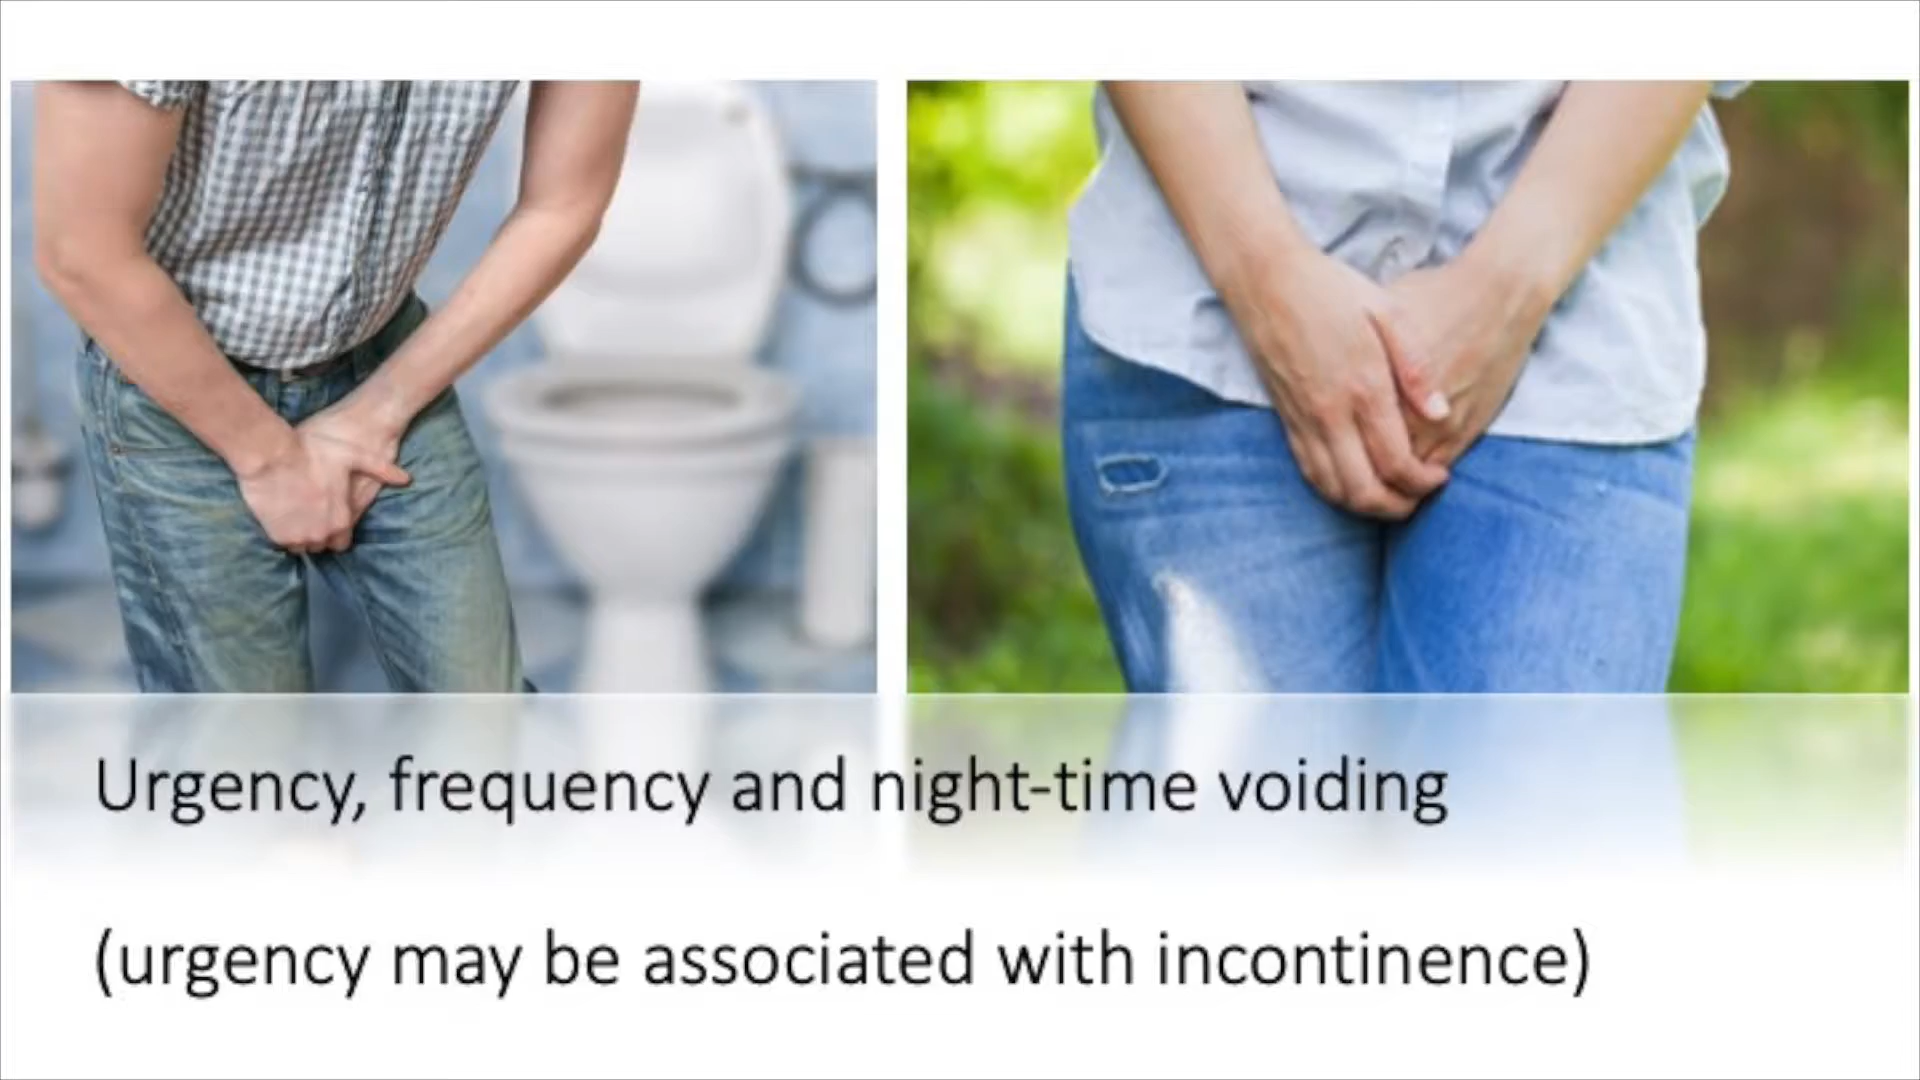 Urgency, frequency and night-time voiding
(urgency may be associated with incontinence)